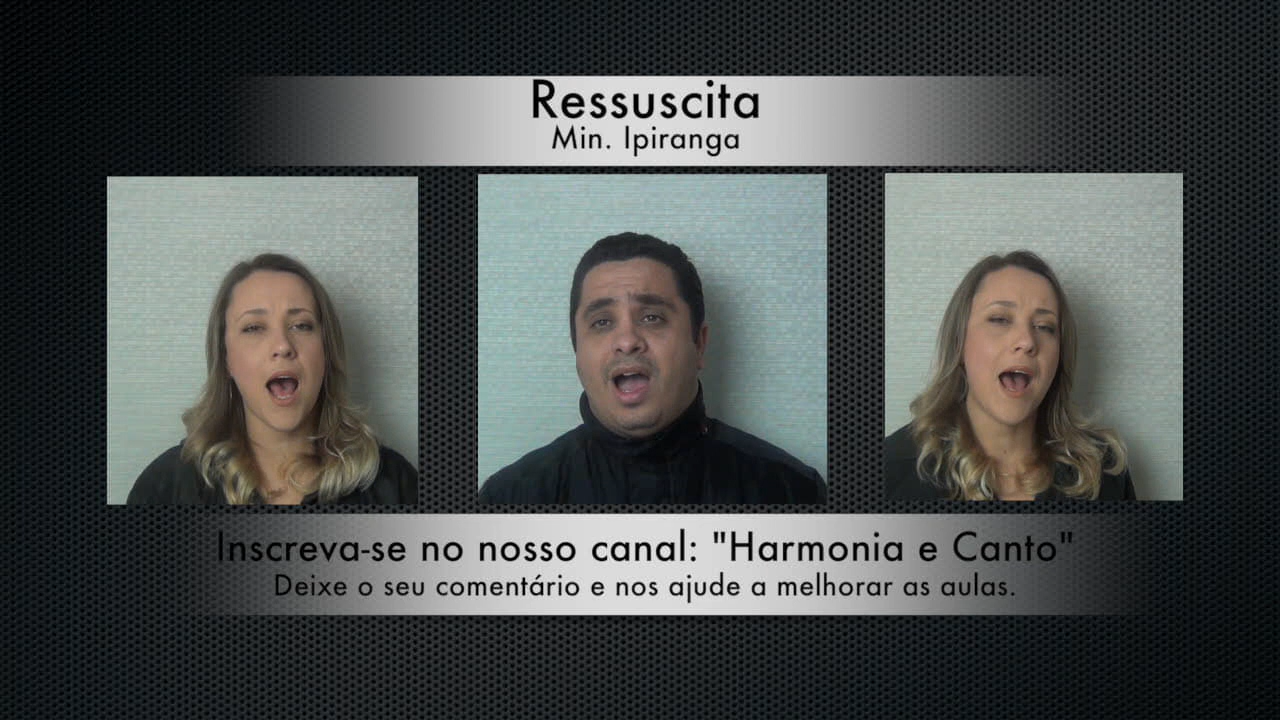 Ressuscita
Min. Ipiranga
Inscreva-se no nosso canal: "Harmonia e Canto"
Deixe o seu comentário e nos ajude a melhorar as aulas.